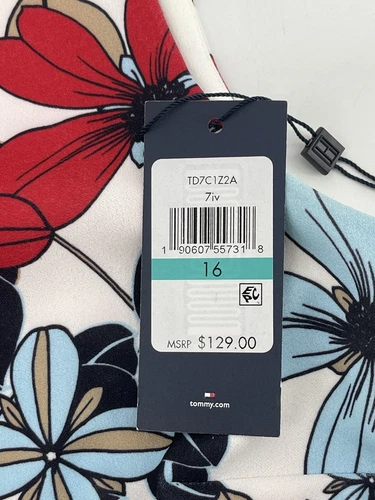 TD7C1Z2A
7iv
1 90607 55731 8
16
MSRP $129.00
tommy.com